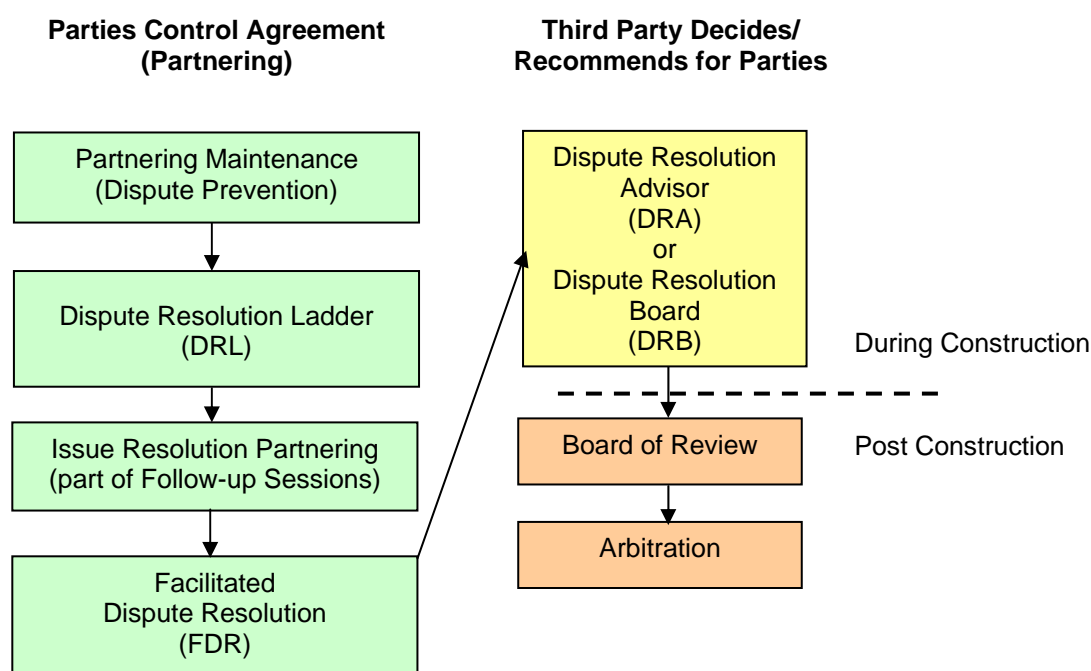 Parties Control Agreement
(Partnering)
Third Party Decides/
Recommends for Parties
Partnering Maintenance
(Dispute Prevention)
Dispute Resolution Ladder
(DRL)
Issue Resolution Partnering
(part of Follow-up Sessions)
Facilitated
Dispute Resolution
(FDR)
Dispute Resolution
Advisor
(DRA)
or
Dispute Resolution
Board
(DRB)
During Construction
Board of Review
Post Construction
Arbitration